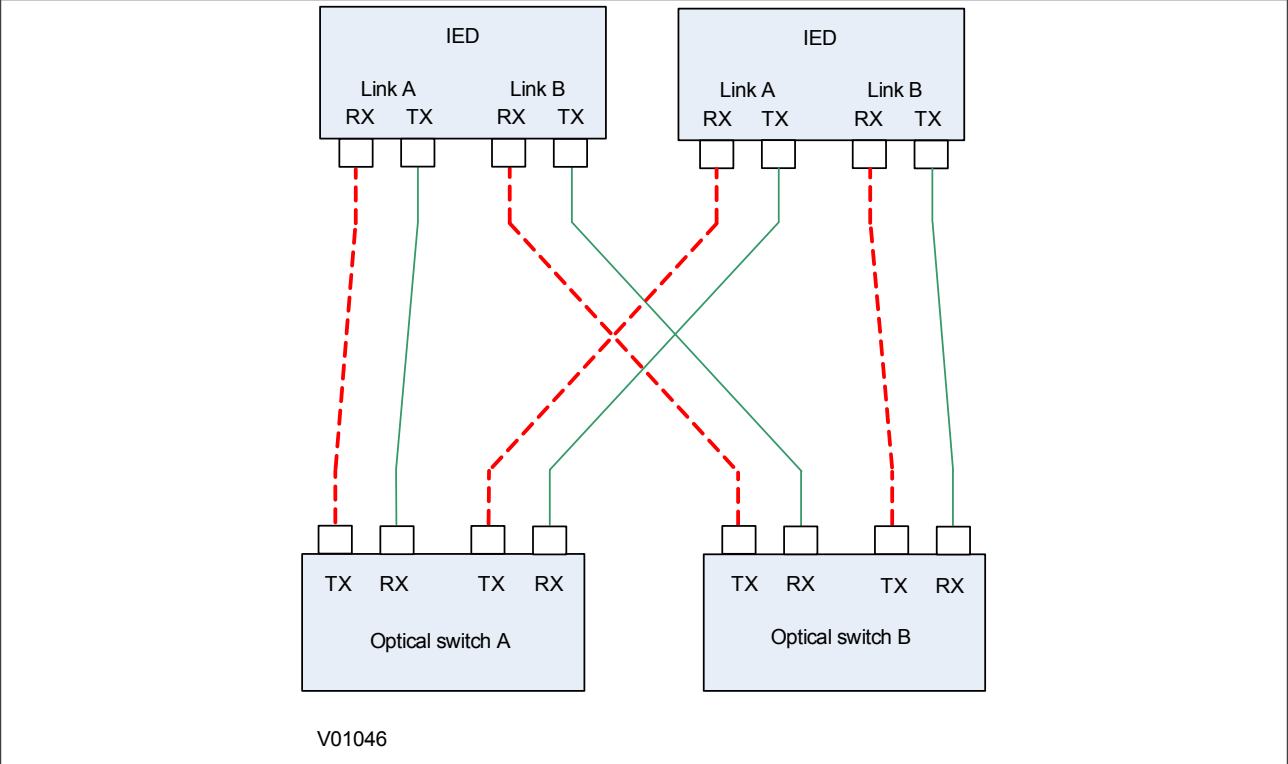 IED
IED
Link A
Link B
Link A
Link B
RX
TX
RX
TX
RX
TX
RX
TX
TX
RX
TX
RX
TX
RX
TX
RX
Optical switch A
Optical switch B
V01046